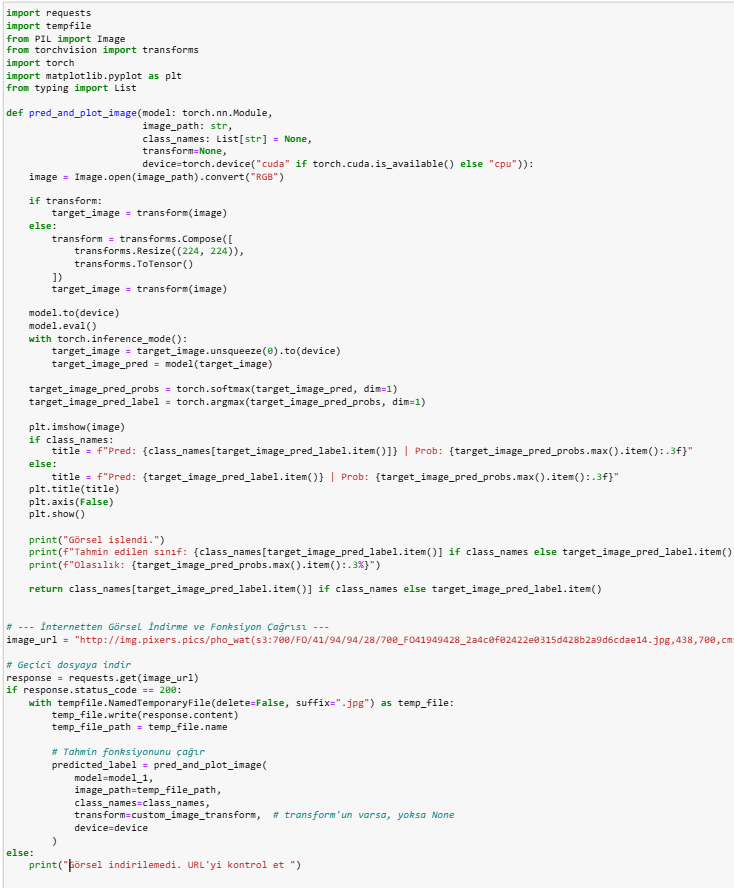 import requests
import tempfile
from PIL import Image
from torchvision import transforms
import torch
import matplotlib.pyplot as plt
from typing import List

def pred_and_plot_image(model: torch.nn.Module,
                        image_path: str,
                        class_names: List[str] = None,
                        transform=None,
                        device=torch.device("cuda" if torch.cuda.is_available() else "cpu")):
    image = Image.open(image_path).convert("RGB")

    if transform:
        target_image = transform(image)
    else:
        transform = transforms.Compose([
            transforms.Resize((224, 224)),
            transforms.ToTensor()
        ])
        target_image = transform(image)

    model.to(device)
    model.eval()
    with torch.inference_mode():
        target_image = target_image.unsqueeze(0).to(device)
        target_image_pred = model(target_image)

    target_image_pred_probs = torch.softmax(target_image_pred, dim=1)
    target_image_pred_label = torch.argmax(target_image_pred_probs, dim=1)

    plt.imshow(image)
    if class_names:
        title = f"Pred: {class_names[target_image_pred_label.item()]} | Prob: {target_image_pred_probs.max().item():.3f}"
    else:
        title = f"Pred: {target_image_pred_label.item()} | Prob: {target_image_pred_probs.max().item():.3f}"
    plt.title(title)
    plt.axis(False)
    plt.show()

    print("Görsel işlendi.")
    print(f"Tahmin edilen sınıf: {class_names[target_image_pred_label.item()] if class_names else target_image_pred_label.item()
    print(f"Olasılık: {target_image_pred_probs.max().item():.3%}")

    return class_names[target_image_pred_label.item()] if class_names else target_image_pred_label.item()


# --- İnternetten Görsel İndirme ve Fonksiyon Çağrısı ---
image_url = "http://img.pixers.pics/pho_wat(s3:700/FO/41/94/94/28/700_FO41949428_2a4c0f02422e0315d428b2a9d6cdae14.jpg,438,700,cms

# Geçici dosyaya indir
response = requests.get(image_url)
if response.status_code == 200:
    with tempfile.NamedTemporaryFile(delete=False, suffix=".jpg") as temp_file:
        temp_file.write(response.content)
        temp_file_path = temp_file.name

        # Tahmin fonksiyonunu çağır
        predicted_label = pred_and_plot_image(
            model=model_1,
            image_path=temp_file_path,
            class_names=class_names,
            transform=custom_image_transform,  # transform'un varsa, yoksa None
            device=device
        )
else:
    print("Görsel indirilemedi. URL'yi kontrol et ")